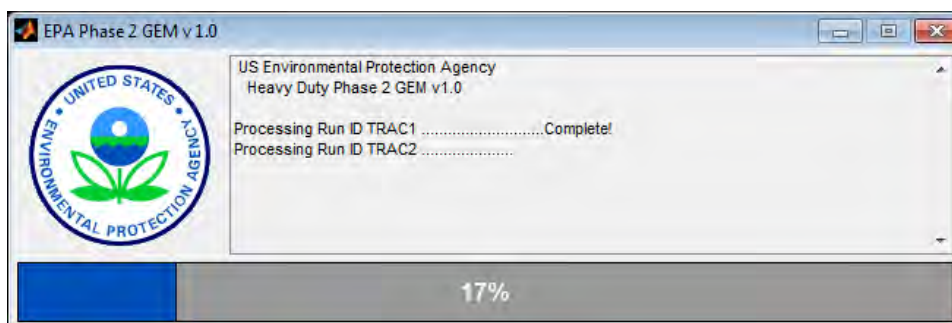 EPA Phase 2 GEM v 1.0
UNITED STATES
ENVIRONMENTAL PROTECTION AGENCY
US Environmental Protection Agency
Heavy Duty Phase 2 GEM v1.0
Processing Run ID TRAC1 ............................Complete!
Processing Run ID TRAC2 .....................
17%